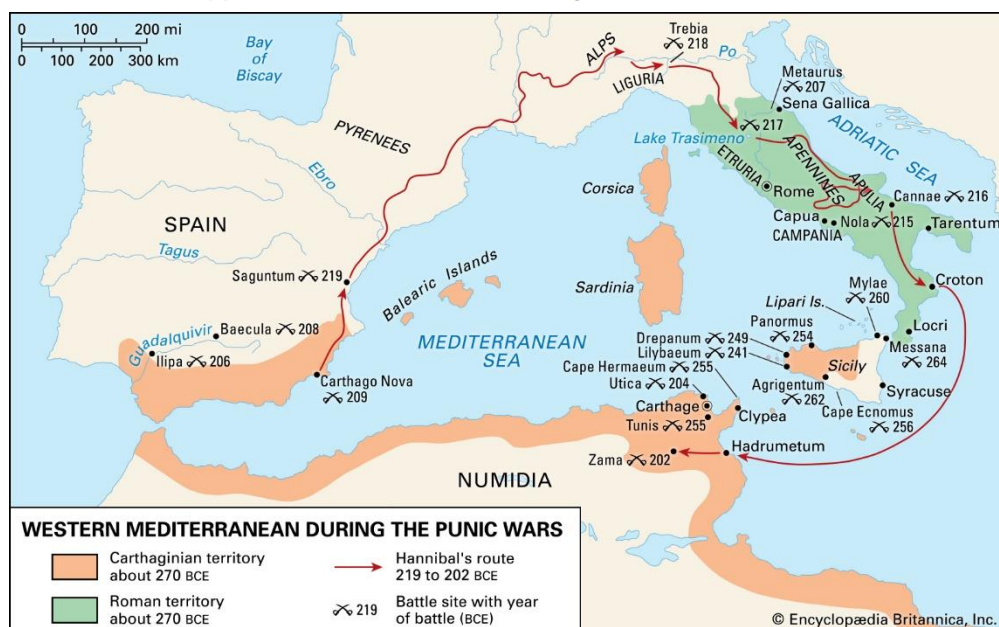 0 100 200 mi
0 100 200 300 km
Bay
of
Biscay
ALPS
Trebia
218
Po
LIGURIA
Metaurus
207
Sena Gallica
PYRENEES
217
Lake Trasimeno
ADRIATIC SEA
Ebro
ETRURIA
APENNINES
Corsica
Rome
APULIA
Cannae 216
SPAIN
Capua
Nola 215
CAMPANIA
Tarentum
Tagus
Saguntum 219
Balearic Islands
Sardinia
Mylae
260
Croton
Lipari Is.
Guadalquivir
Baecula 208
MEDITERRANEAN
SEA
Panormus
254
Locri
Drepanum 249
Messana
264
Ilipa 206
Lilybaeum 241
Sicily
Cape Hermaeum 255
Carthago Nova
209
Utica 204
Agrigentum
262
Syracuse
Carthage
Clypea
Cape Ecnomus
256
Tunis 255
Hadrumetum
Zama 202
NUMIDIA
WESTERN MEDITERRANEAN DURING THE PUNIC WARS
Carthaginian territory
about 270 BCE
Hannibal's route
219 to 202 BCE
Roman territory
about 270 BCE
219 Battle site with year
of battle (BCE)
© Encyclopædia Britannica, Inc.